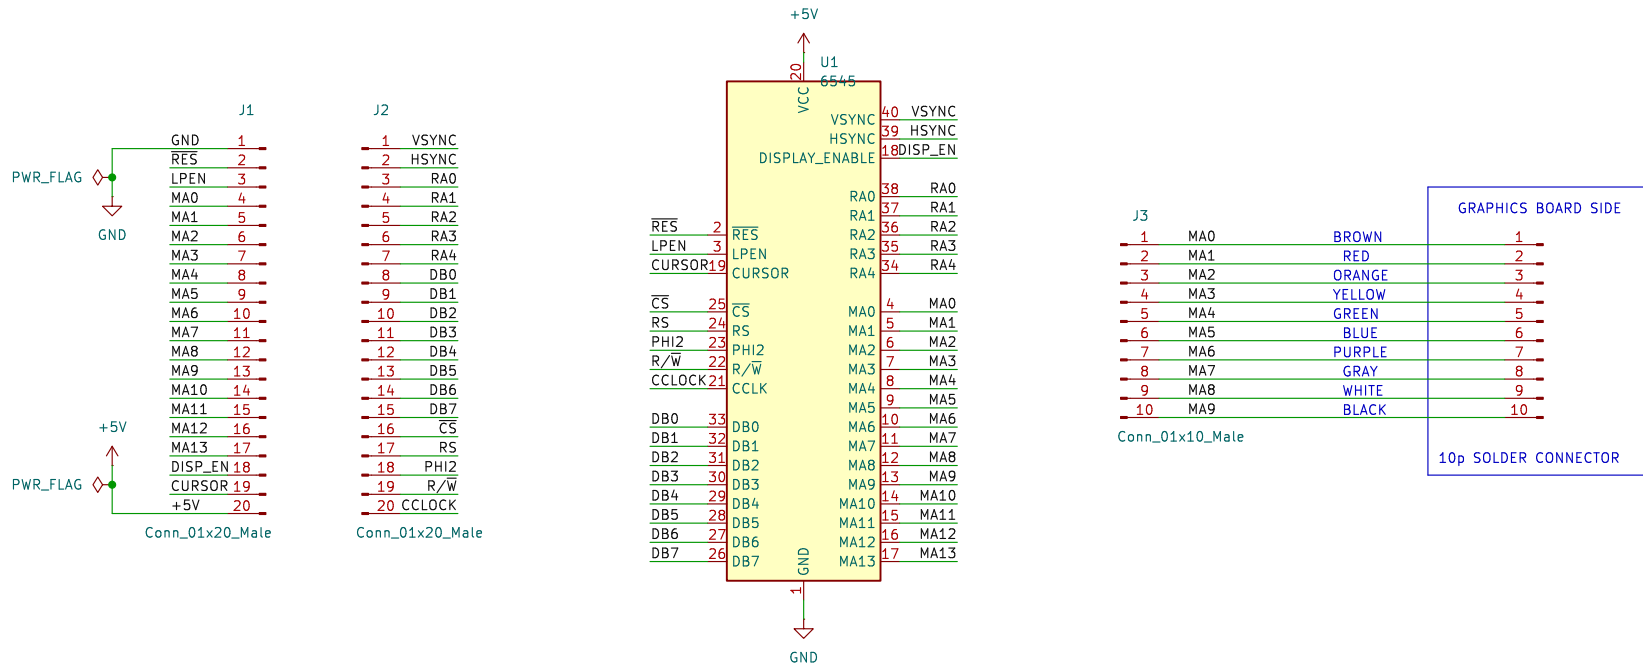 J1
GND 1
RES 2
LPEN 3
MA0 4
MA1 5
MA2 6
MA3 7
MA4 8
MA5 9
MA6 10
MA7 11
MA8 12
MA9 13
MA10 14
MA11 15
MA12 16
MA13 17
DISP_EN 18
CURSOR 19
+5V 20
Conn_01x20_Male
PWR_FLAG
GND
+5V
PWR_FLAG
J2
1 VSYNC
2 HSYNC
3 RA0
4 RA1
5 RA2
6 RA3
7 RA4
8 DB0
9 DB1
10 DB2
11 DB3
12 DB4
13 DB5
14 DB6
15 DB7
16 CS
17 RS
18 PHI2
19 R/W
20 CCLOCK
Conn_01x20_Male
+5V
U1
6545
20
VCC
RES 2 RES
LPEN 3 LPEN
CURSOR 19 CURSOR
CS 25 CS
RS 24 RS
PHI2 23 PHI2
R/W 22 R/W
CCLOCK 21 CCLK
DB0 33 DB0
DB1 32 DB1
DB2 31 DB2
DB3 30 DB3
DB4 29 DB4
DB5 28 DB5
DB6 27 DB6
DB7 26 DB7
VSYNC 40 VSYNC
HSYNC 39 HSYNC
DISPLAY_ENABLE 18 DISP_EN
RA0 38 RA0
RA1 37 RA1
RA2 36 RA2
RA3 35 RA3
RA4 34 RA4
MA0 4 MA0
MA1 5 MA1
MA2 6 MA2
MA3 7 MA3
MA4 8 MA4
MA5 9 MA5
MA6 10 MA6
MA7 11 MA7
MA8 12 MA8
MA9 13 MA9
MA10 14 MA10
MA11 15 MA11
MA12 16 MA12
MA13 17 MA13
GND
1
GND
J3
GRAPHICS BOARD SIDE
1 MA0 BROWN 1
2 MA1 RED 2
3 MA2 ORANGE 3
4 MA3 YELLOW 4
5 MA4 GREEN 5
6 MA5 BLUE 6
7 MA6 PURPLE 7
8 MA7 GRAY 8
9 MA8 WHITE 9
10 MA9 BLACK 10
Conn_01x10_Male
10p SOLDER CONNECTOR